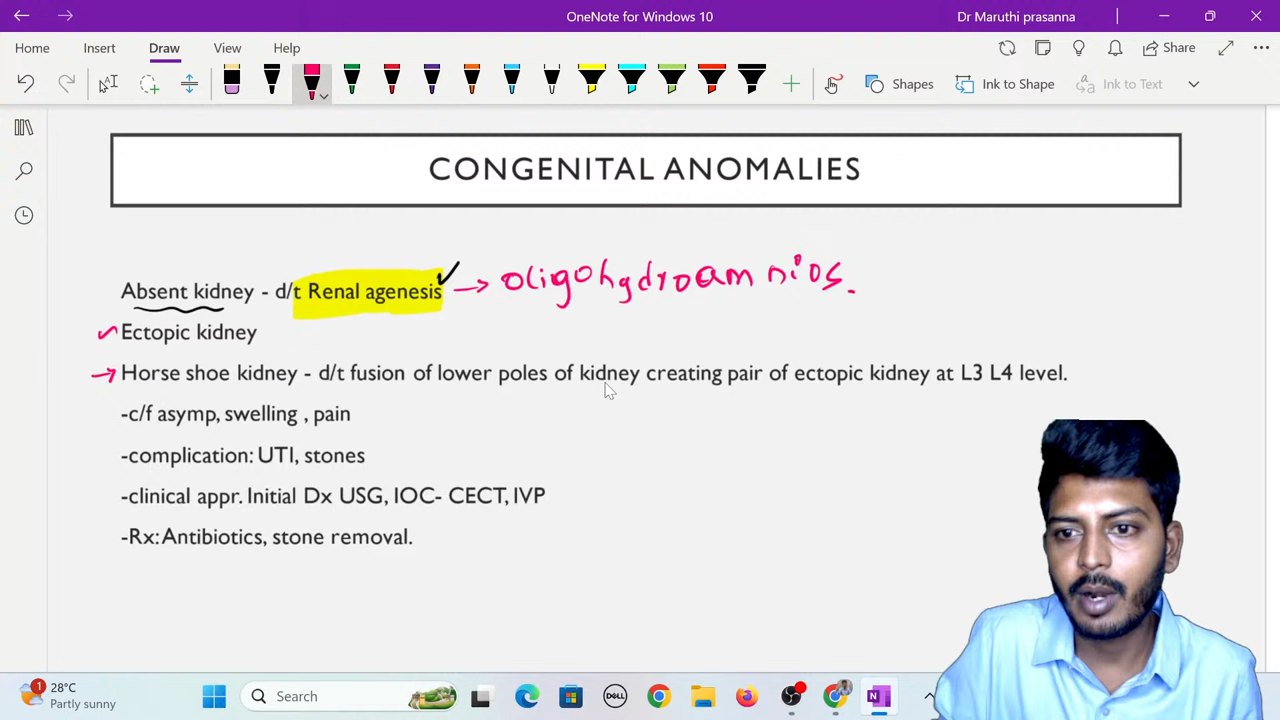 OneNote for Windows 10
Dr Maruthi prasanna
Home Insert Draw View Help
Share
Shapes
Ink to Shape
Ink to Text
CONGENITAL ANOMALIES
Absent kidney - d/t Renal agenesis → oligohydroamnios.
Ectopic kidney
Horse shoe kidney - d/t fusion of lower poles of kidney creating pair of ectopic kidney at L3 L4 level.
-c/f asymp, swelling , pain
-complication: UTI, stones
-clinical appr. Initial Dx USG, IOC- CECT, IVP
-Rx: Antibiotics, stone removal.
1
28°C
Partly sunny
Search
DELL